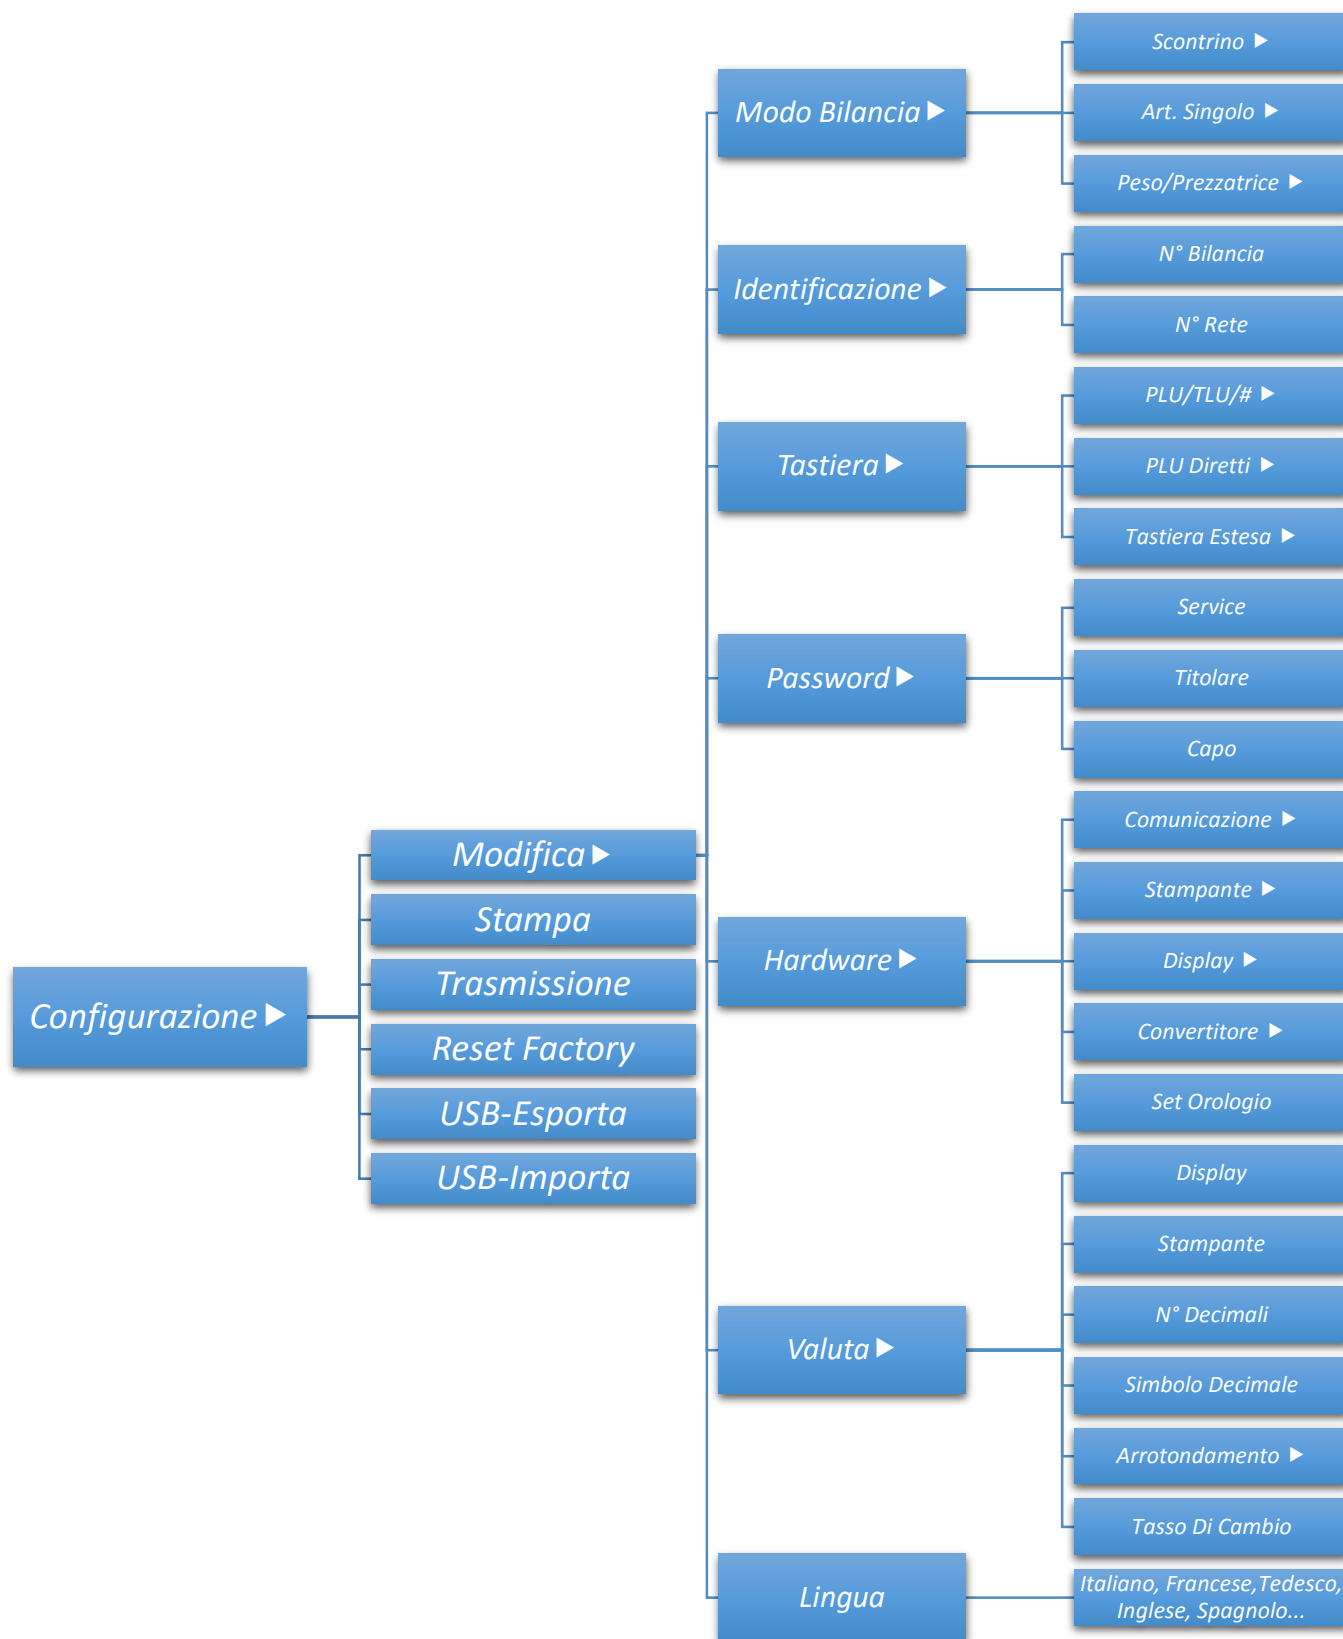 Configurazione ▶
Modifica ▶
Stampa
Trasmissione
Reset Factory
USB-Esporta
USB-Importa
Modo Bilancia ▶
Scontrino ▶
Art. Singolo ▶
Peso/Prezzatrice ▶
Identificazione ▶
N° Bilancia
N° Rete
Tastiera ▶
PLU/TLU/# ▶
PLU Diretti ▶
Tastiera Estesa ▶
Password ▶
Service
Titolare
Capo
Hardware ▶
Comunicazione ▶
Stampante ▶
Display ▶
Convertitore ▶
Set Orologio
Valuta ▶
Display
Stampante
N° Decimali
Simbolo Decimale
Arrotondamento ▶
Tasso Di Cambio
Lingua
Italiano, Francese,Tedesco,
Inglese, Spagnolo...